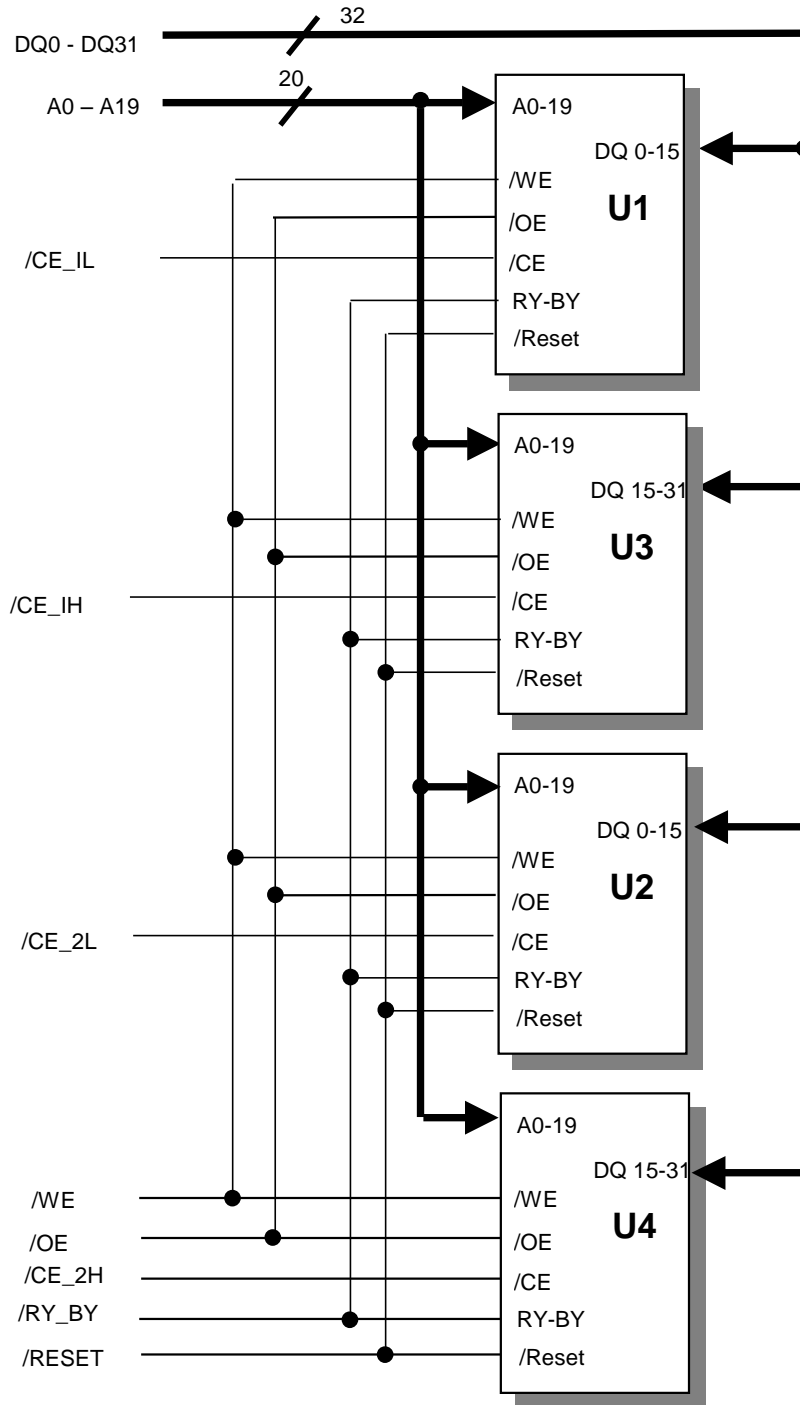 32
DQ0 - DQ31
20
A0 – A19
A0-19
DQ 0-15
/WE
U1
/OE
/CE_IL
/CE
RY-BY
/Reset
A0-19
DQ 15-31
/WE
U3
/OE
/CE_IH
/CE
RY-BY
/Reset
A0-19
DQ 0-15
/WE
U2
/OE
/CE_2L
/CE
RY-BY
/Reset
A0-19
DQ 15-31
/WE
/WE
U4
/OE
/OE
/CE_2H
/CE
/RY_BY
RY-BY
/RESET
/Reset